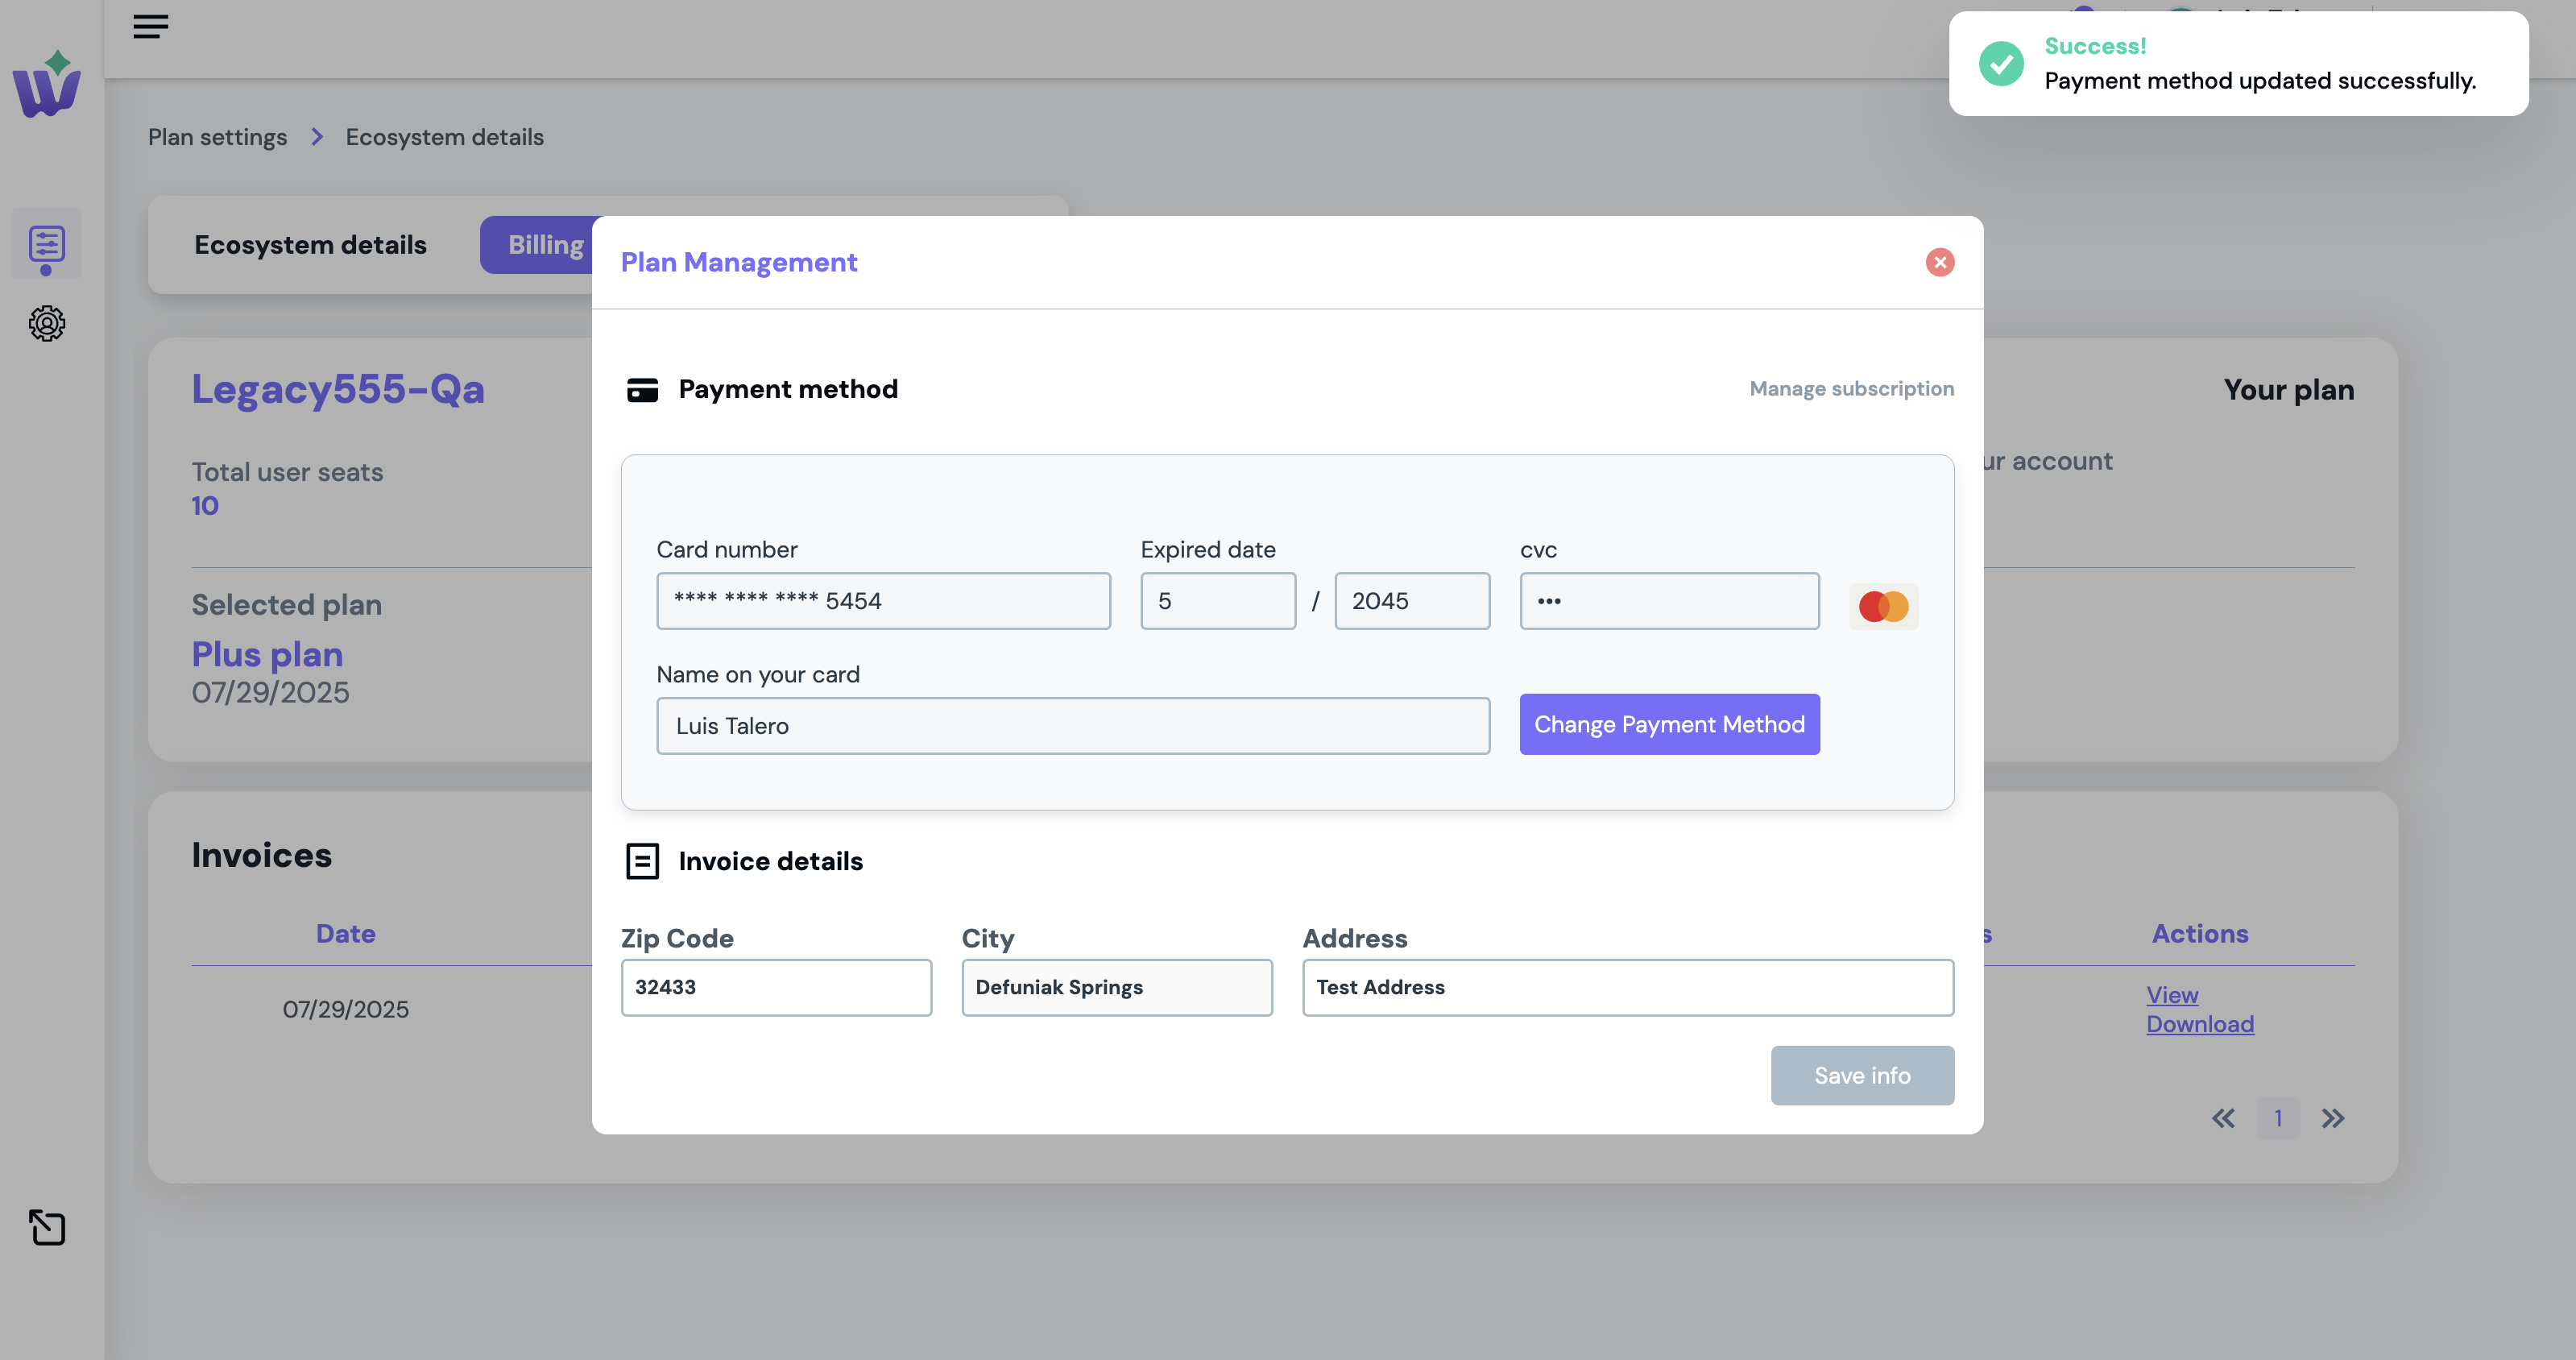 Success!
Payment method updated successfully.
Plan settings > Ecosystem details
Ecosystem details
Billing
Plan Management
Legacy555-Qa
Total user seats
10
Selected plan
Plus plan
07/29/2025
Payment method
Manage subscription
Card number
Expired date
cvc
**** **** **** 5454
5 / 2045
•••
Name on your card
Luis Talero
Change Payment Method
Your plan
account
Invoice details
Zip Code
City
Address
32433
Defuniak Springs
Test Address
Save info
Invoices
Date
Actions
07/29/2025
View
Download
1